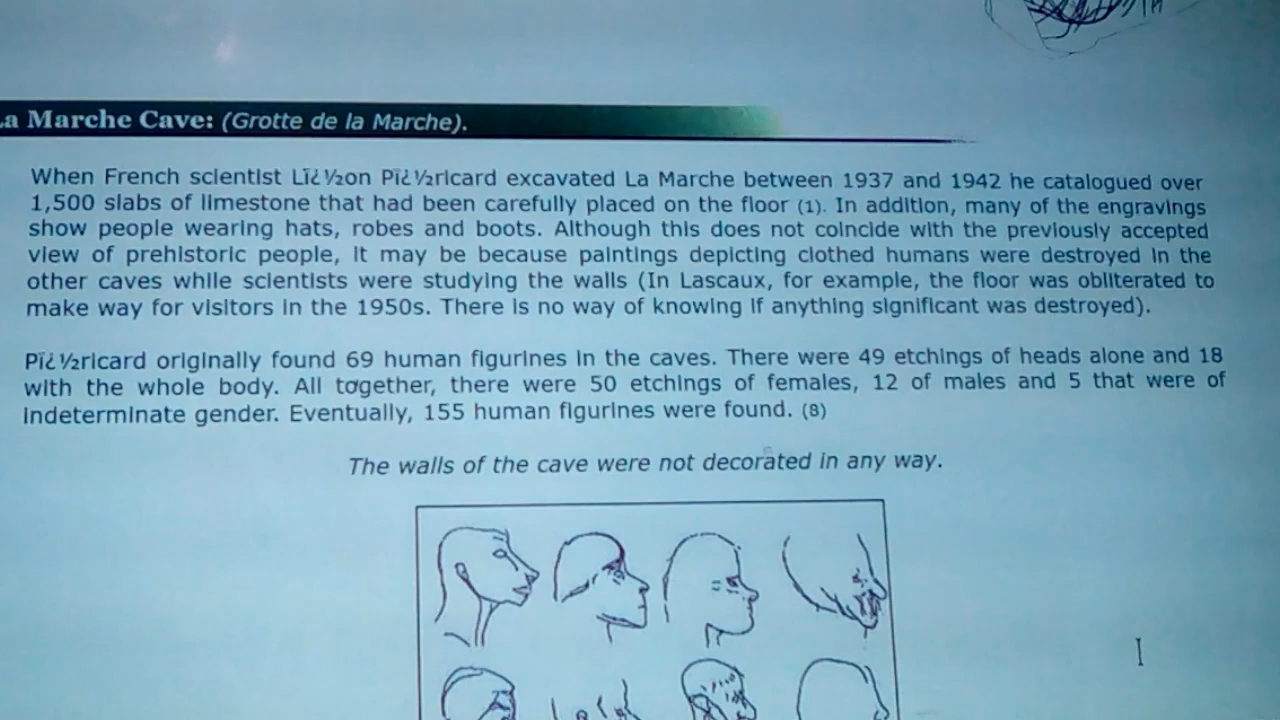 La Marche Cave: (Grotte de la Marche).
When French scientist Lï¿½on Pï¿½ricard excavated La Marche between 1937 and 1942 he catalogued over
1,500 slabs of limestone that had been carefully placed on the floor (1). In addition, many of the engravings
show people wearing hats, robes and boots. Although this does not coincide with the previously accepted
view of prehistoric people, it may be because paintings depicting clothed humans were destroyed in the
other caves while scientists were studying the walls (In Lascaux, for example, the floor was obliterated to
make way for visitors in the 1950s. There is no way of knowing if anything significant was destroyed).
Pï¿½ricard originally found 69 human figurines in the caves. There were 49 etchings of heads alone and 18
with the whole body. All together, there were 50 etchings of females, 12 of males and 5 that were of
indeterminate gender. Eventually, 155 human figurines were found. (8)
The walls of the cave were not decorated in any way.